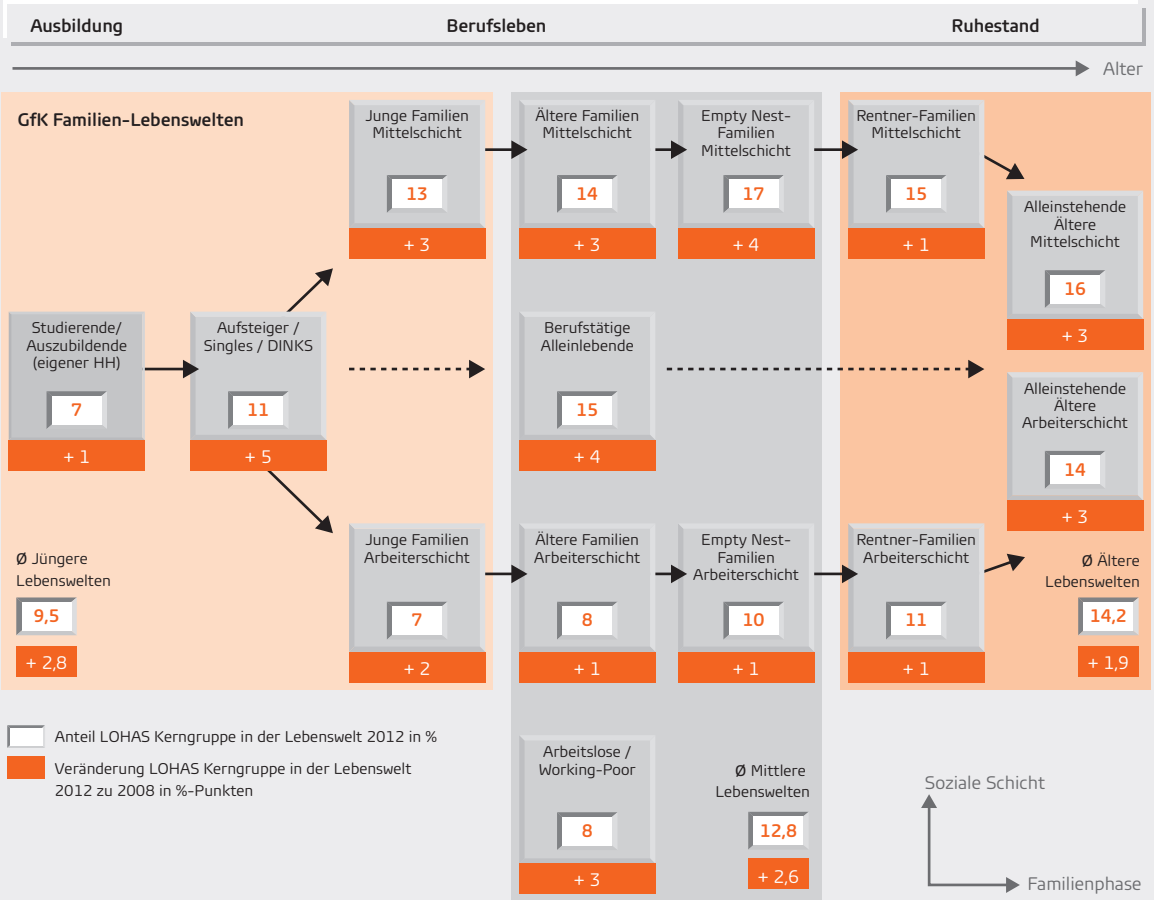 Ausbildung
Berufsleben
Ruhestand
Alter
GfK Familien-Lebenswelten
Junge Familien
Mittelschicht
13
+ 3
Ältere Familien
Mittelschicht
14
+ 3
Empty Nest-
Familien
Mittelschicht
17
+ 4
Rentner-Familien
Mittelschicht
15
+ 1
Alleinstehende
Ältere
Mittelschicht
16
+ 3
Studierende/
Auszubildende
(eigener HH)
7
+ 1
Aufsteiger /
Singles / DINKS
11
+ 5
Berufstätige
Alleinlebende
15
+ 4
Alleinstehende
Ältere
Arbeiterschicht
14
+ 3
Junge Familien
Arbeiterschicht
7
+ 2
Ältere Familien
Arbeiterschicht
8
+ 1
Empty Nest-
Familien
Arbeiterschicht
10
+ 1
Rentner-Familien
Arbeiterschicht
11
+ 1
Ø Jüngere
Lebenswelten
9,5
+ 2,8
Ø Ältere
Lebenswelten
14,2
+ 1,9
Anteil LOHAS Kerngruppe in der Lebenswelt 2012 in %
Veränderung LOHAS Kerngruppe in der Lebenswelt
2012 zu 2008 in %-Punkten
Arbeitslose /
Working-Poor
8
+ 3
Ø Mittlere
Lebenswelten
12,8
+ 2,6
Soziale Schicht
Familienphase